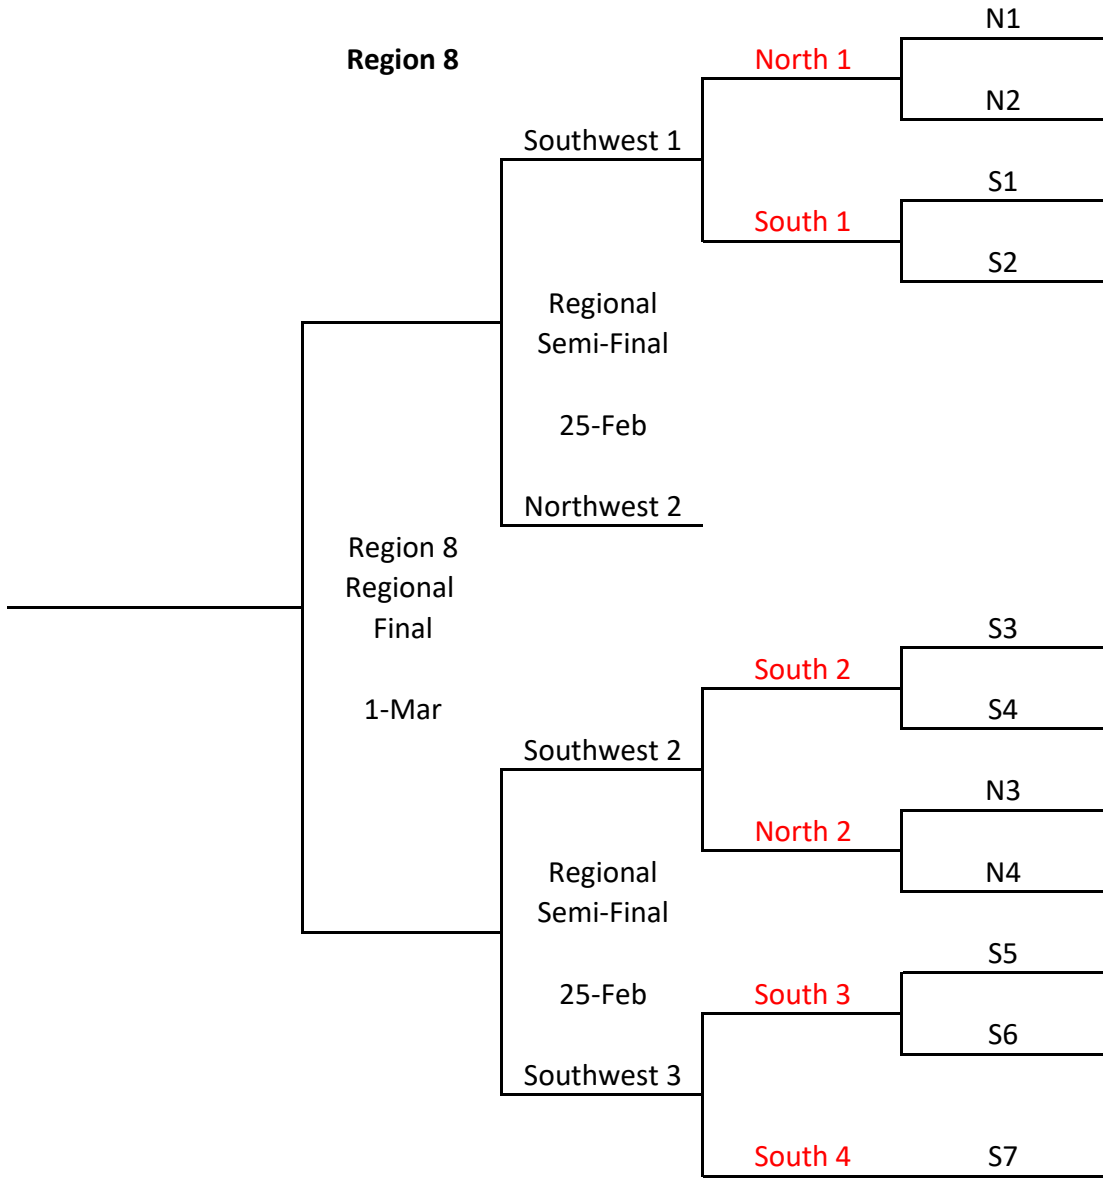 N1
Region 8
North 1
N2
Southwest 1
S1
South 1
S2
Regional
Semi-Final
25-Feb
Northwest 2
Region 8
Regional
Final
S3
South 2
1-Mar
S4
Southwest 2
N3
North 2
Regional
N4
Semi-Final
S5
25-Feb
South 3
S6
Southwest 3
South 4
S7